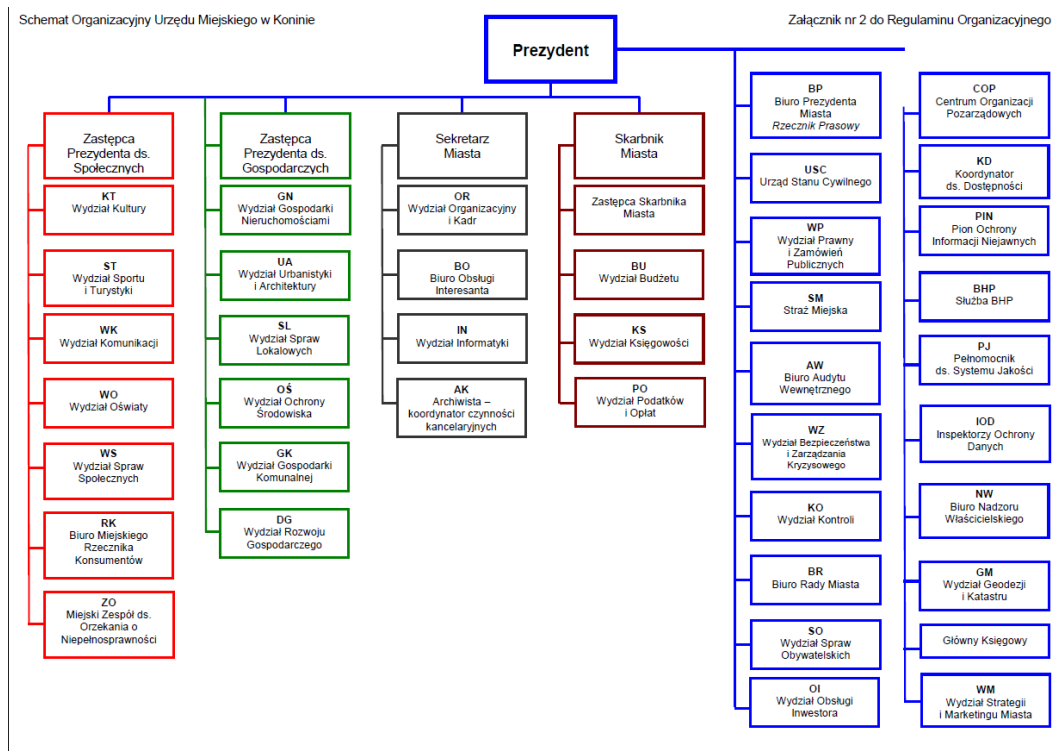 Schemat Organizacyjny Urzędu Miejskiego w Koninie
Załącznik nr 2 do Regulaminu Organizacyjnego
Prezydent
Zastępca
Prezydenta ds.
Społecznych
KT
Wydział Kultury
ST
Wydział Sportu
i Turystyki
WK
Wydział Komunikacji
WO
Wydział Oświaty
WS
Wydział Spraw
Społecznych
RK
Biuro Miejskiego
Rzecznika
Konsumentów
ZO
Miejski Zespół ds.
Orzekania o
Niepełnosprawności
Zastępca
Prezydenta ds.
Gospodarczych
GN
Wydział Gospodarki
Nieruchomościami
UA
Wydział Urbanistyki
i Architektury
SL
Wydział Spraw
Lokalowych
OŚ
Wydział Ochrony
Środowiska
GK
Wydział Gospodarki
Komunalnej
DG
Wydział Rozwoju
Gospodarczego
Sekretarz
Miasta
OR
Wydział Organizacyjny
i Kadr
BO
Biuro Obsługi
Interesanta
IN
Wydział Informatyki
AK
Archiwista –
koordynator czynności
kancelaryjnych
Skarbnik
Miasta
Zastępca Skarbnika
Miasta
BU
Wydział Budżetu
KS
Wydział Księgowości
PO
Wydział Podatków
i Opłat
BP
Biuro Prezydenta
Miasta
Rzecznik Prasowy
USC
Urząd Stanu Cywilnego
WP
Wydział Prawny
i Zamówień
Publicznych
SM
Straż Miejska
AW
Biuro Audytu
Wewnętrznego
WZ
Wydział Bezpieczeństwa
i Zarządzania
Kryzysowego
KO
Wydział Kontroli
BR
Biuro Rady Miasta
SO
Wydział Spraw
Obywatelskich
OI
Wydział Obsługi
Inwestora
COP
Centrum Organizacji
Pozarządowych
KD
Koordynator
ds. Dostępności
PIN
Pion Ochrony
Informacji Niejawnych
BHP
Służba BHP
PJ
Pełnomocnik
ds. Systemu Jakości
IOD
Inspektorzy Ochrony
Danych
NW
Biuro Nadzoru
Właścicielskiego
GM
Wydział Geodezji
i Katastru
Główny Księgowy
WM
Wydział Strategii
i Marketingu Miasta